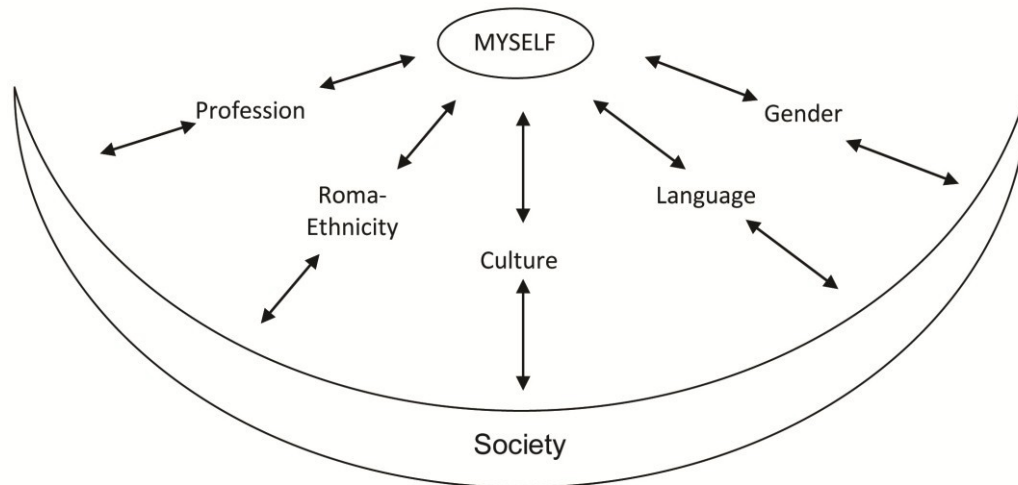 MYSELF
Profession
Gender
Roma-
Ethnicity
Language
Culture
Society